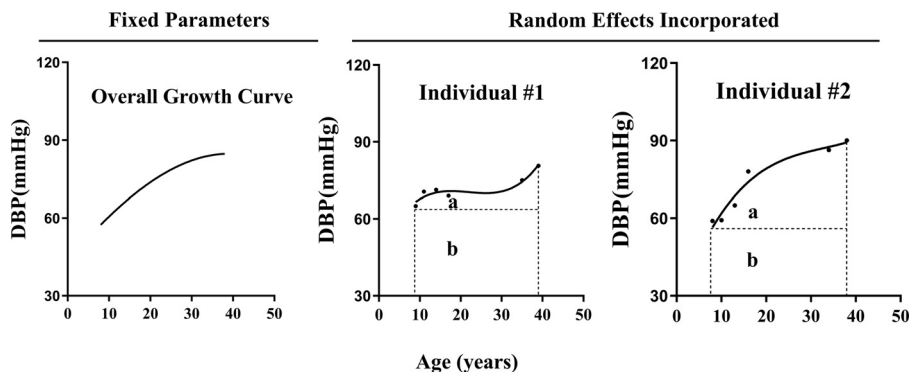 Fixed Parameters
Random Effects Incorporated
Overall Growth Curve
DBP(mmHg)
120
90
60
30
0 10 20 30 40 50
Individual #1
DBP(mmHg)
120
90
60
30
a
b
0 10 20 30 40 50
Individual #2
DBP(mmHg)
120
90
60
30
a
b
0 10 20 30 40 50
Age (years)